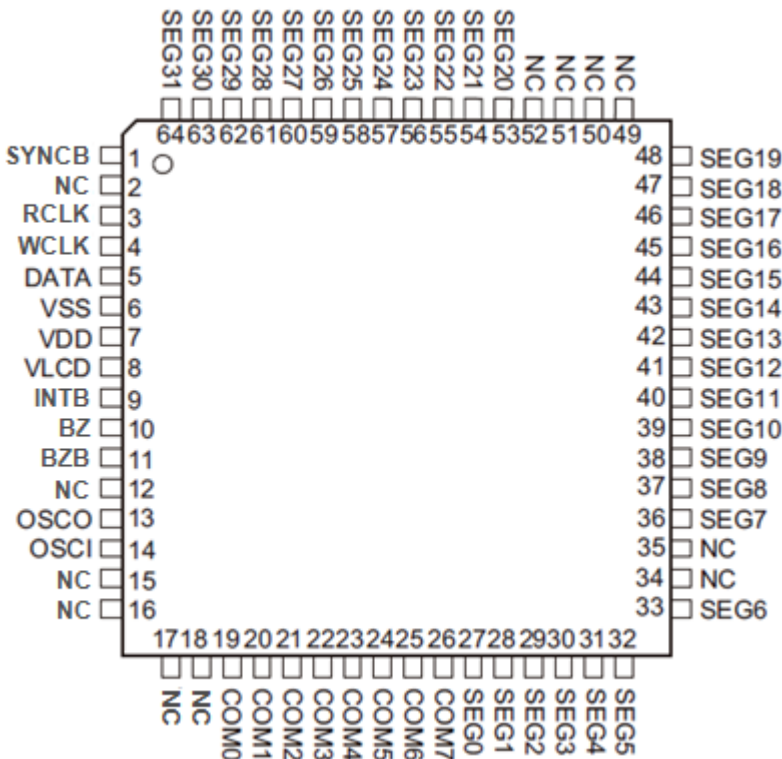 SEG31 SEG30 SEG29 SEG28 SEG27 SEG26 SEG25 SEG24 SEG23 SEG22 SEG21 SEG20 NC NC NC NC
64 63 62 61 60 59 58 57 56 55 54 53 52 51 50 49
SYNCB 1 48 SEG19
NC 2 47 SEG18
RCLK 3 46 SEG17
WCLK 4 45 SEG16
DATA 5 44 SEG15
VSS 6 43 SEG14
VDD 7 42 SEG13
VLCD 8 41 SEG12
INTB 9 40 SEG11
BZ 10 39 SEG10
BZB 11 38 SEG9
NC 12 37 SEG8
OSCO 13 36 SEG7
OSCI 14 35 NC
NC 15 34 NC
NC 16 33 SEG6
17 18 19 20 21 22 23 24 25 26 27 28 29 30 31 32
NC NC COM0 COM1 COM2 COM3 COM4 COM5 COM6 COM7 SEG0 SEG1 SEG2 SEG3 SEG4 SEG5